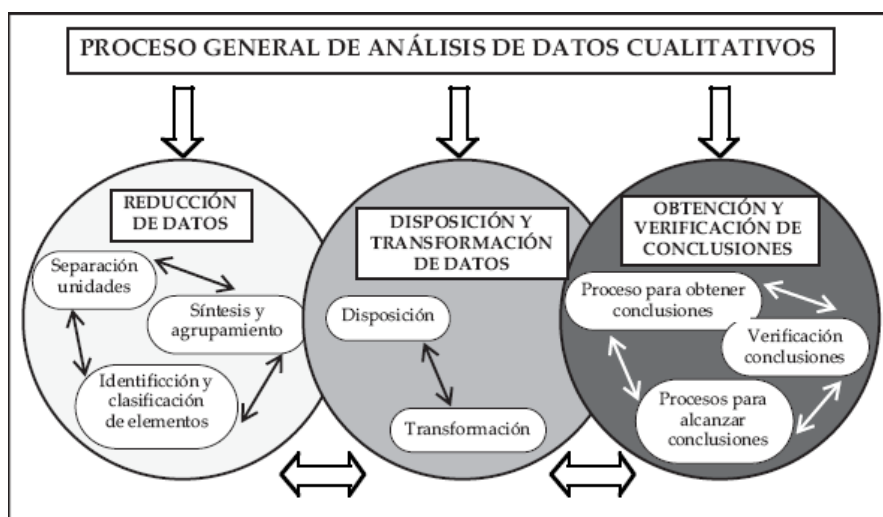 PROCESO GENERAL DE ANÁLISIS DE DATOS CUALITATIVOS
REDUCCIÓN
DE DATOS
Separación
unidades
Síntesis y
agrupamiento
Identificción y
clasificación
de elementos
DISPOSICIÓN Y
TRANSFORMACIÓN
DE DATOS
Disposición
Transformación
OBTENCIÓN Y
VERIFICACIÓN DE
CONCLUSIONES
Proceso para obtener
conclusiones
Verificación
conclusiones
Procesos para
alcanzar
conclusiones